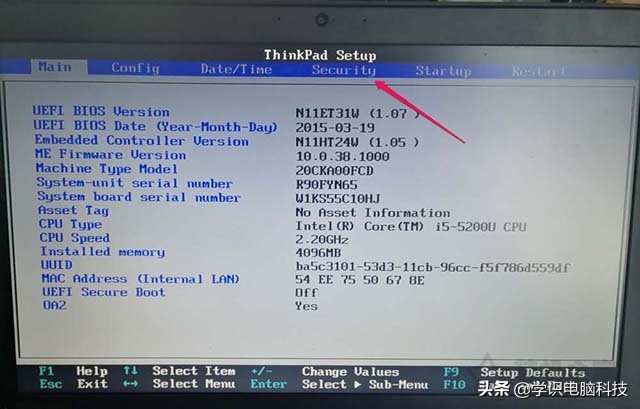 ThinkPad Setup
Main Config Date/Time Security Startup Restart
UEFI BIOS Version N11ET31W (1.07 )
UEFI BIOS Date (Year-Month-Day) 2015-03-19
Embedded Controller Version N11HT24W (1.05 )
ME Firmware Version 10.0.38.1000
Machine Type Model 20CKA00FCD
System-unit serial number R90FYN65
System board serial number W1KS55C10HJ
Asset Tag No Asset Information
CPU Type Intel(R) Core(TM) i5-5200U CPU
CPU Speed 2.20GHz
Installed memory 4096MB
UUID ba5c3101-53d3-11cb-96cc-f5f786d559df
MAC Address (Internal LAN) 54 EE 75 50 67 8E
UEFI Secure Boot Off
OA2 Yes
F1 Help ↑↓ Select Item +/- Change Values F9 Setup Defaults
Esc Exit ←→ Select Menu Enter Select ▶ Sub-Menu F10
头条 @学识电脑科技